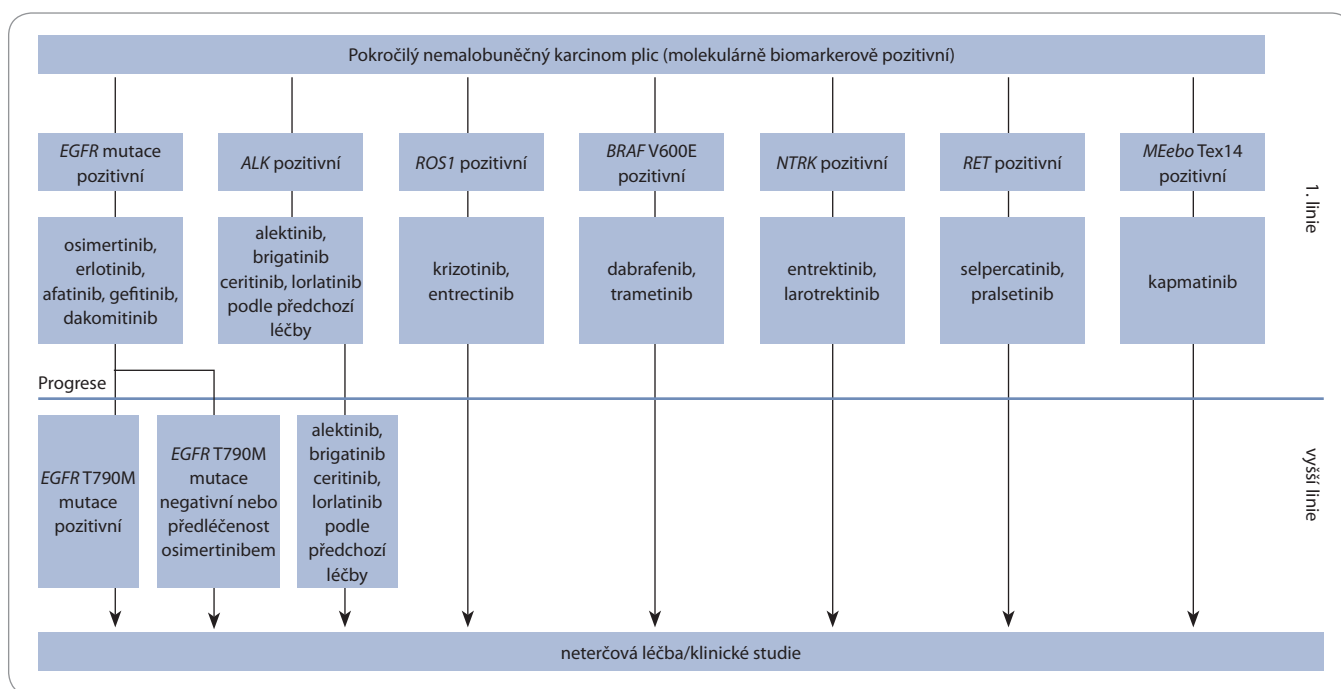 Pokročilý nemalobuněčný karcinom plic (molekulárně biomarkerově pozitivní)
EGFR mutace
pozitivní
ALK pozitivní
ROS1 pozitivní
BRAF V600E
pozitivní
NTRK pozitivní
RET pozitivní
MEebo Tex14
pozitivní
1. linie
osimertinib,
erlotinib,
afatinib, gefitinib,
dakomitinib
alektinib,
brigatinib
ceritinib, lorlatinib
podle předchozí
léčby
krizotinib,
entrectinib
dabrafenib,
trametinib
entrektinib,
larotrektinib
selpercatinib,
pralsetinib
kapmatinib
Progrese
EGFR T790M
mutace
pozitivní
EGFR T790M
mutace
negativní nebo
předléčenost
osimertinibem
alektinib,
brigatinib
ceritinib,
lorlatinib
podle
předchozí
léčby
vyšší linie
neterčová léčba/klinické studie